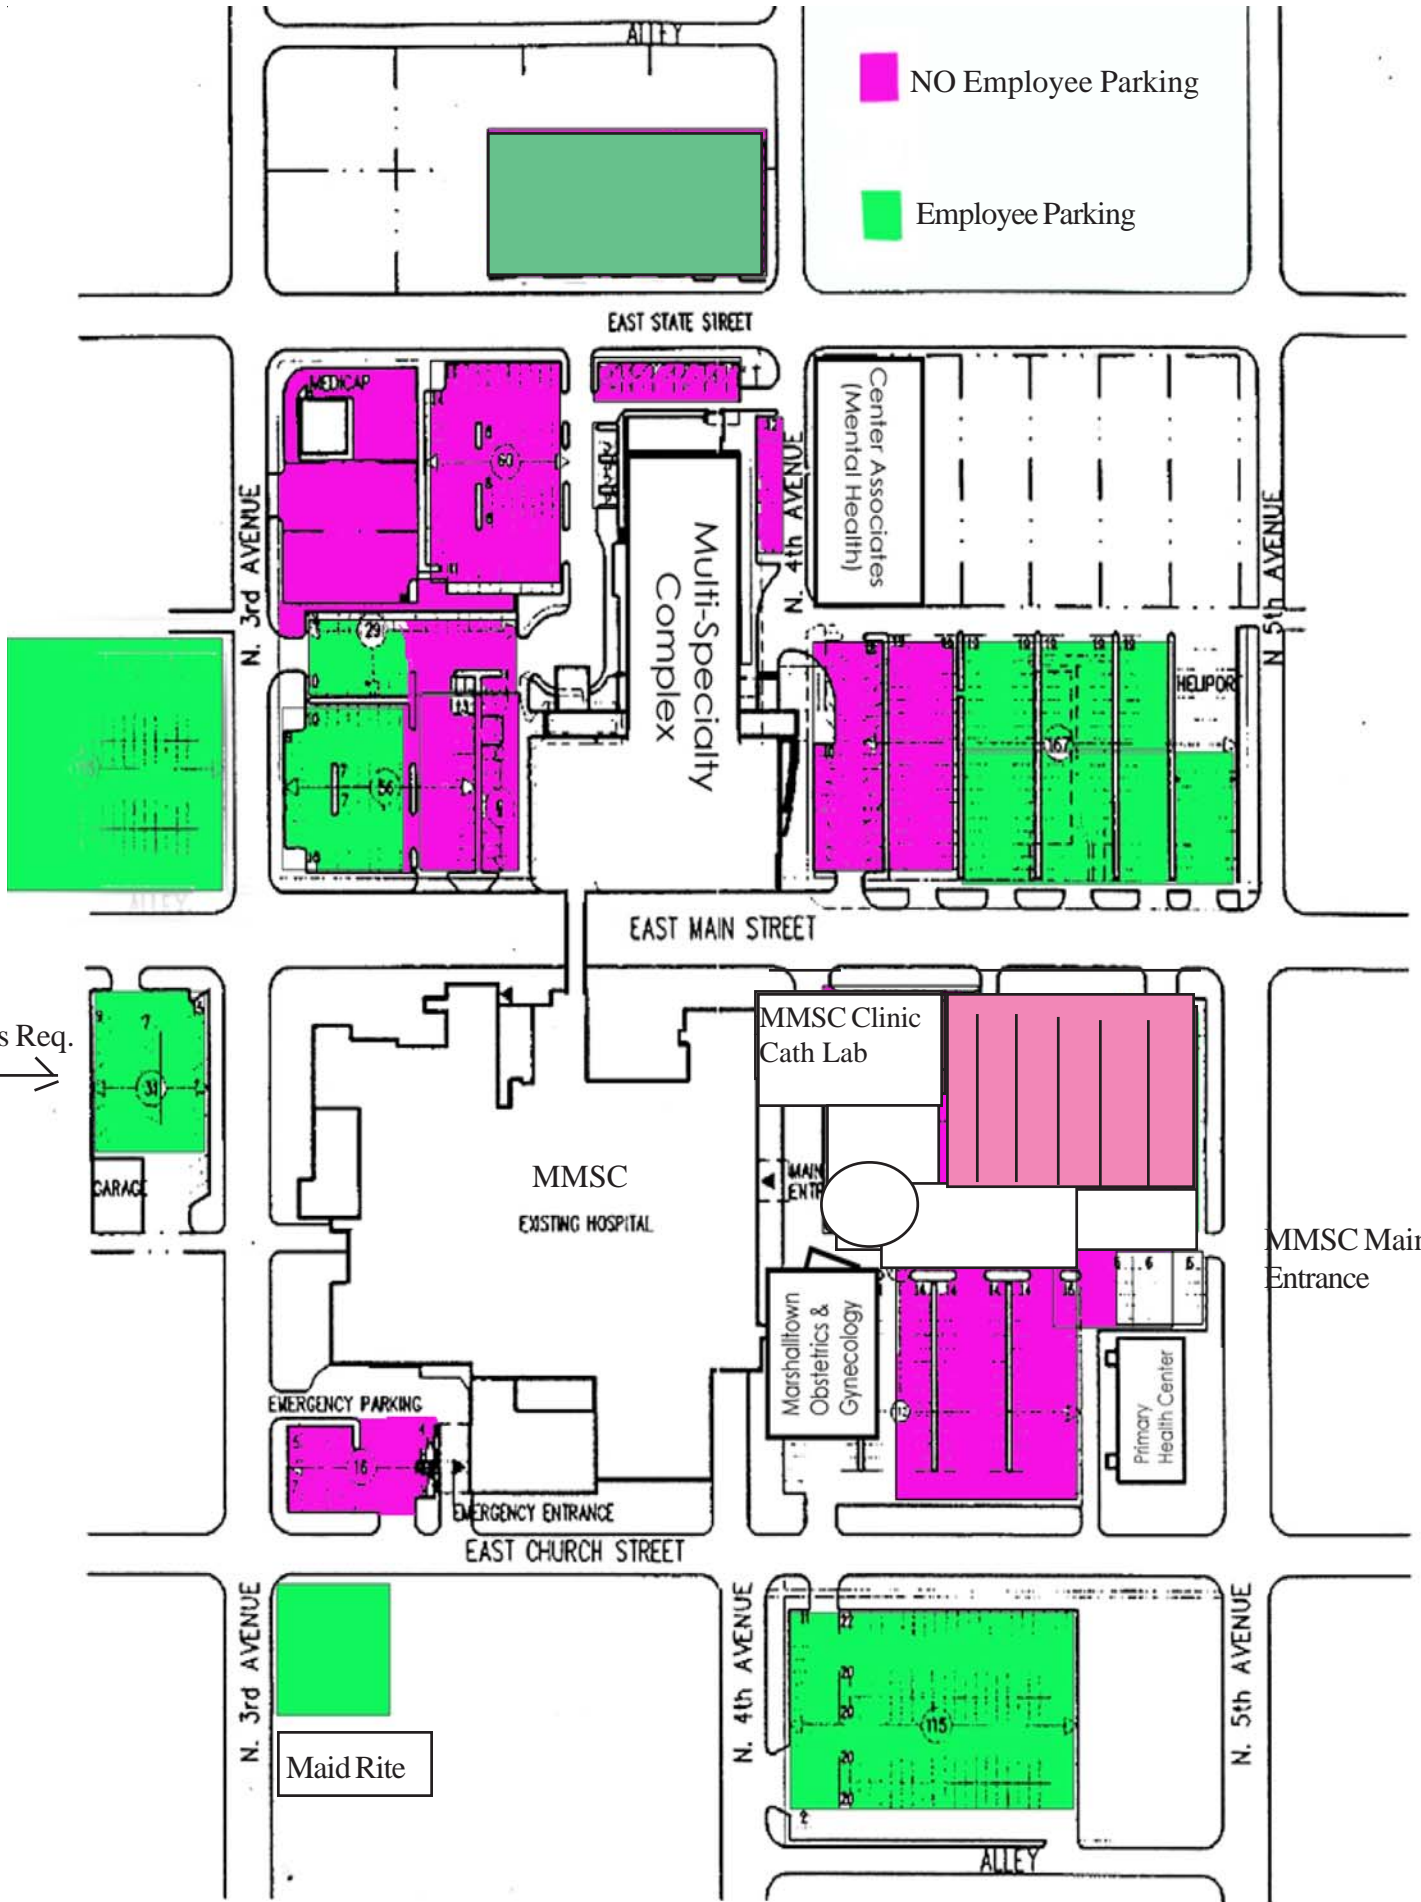 ALLEY
NO Employee Parking
Employee Parking
EAST STATE STREET
MEDICAP
60
Center Associates
(Mental Health)
N. 3rd AVENUE
N. 4th AVENUE
N 5th AVENUE
Multi-Specialty
Complex
29
13
HELIPORT
167
56
ALLEY
EAST MAIN STREET
s Req.
31
GARAGE
MMSC Clinic
Cath Lab
MMSC
EXISTING HOSPITAL
MAIN
ENTR
MMSC Main
Entrance
Marshalltown
Obstetrics &
Gynecology
112
Primary
Health Center
EMERGENCY PARKING
16
EMERGENCY ENTRANCE
EAST CHURCH STREET
N. 3rd AVENUE
N. 4th AVENUE
N. 5th AVENUE
115
Maid Rite
ALLEY